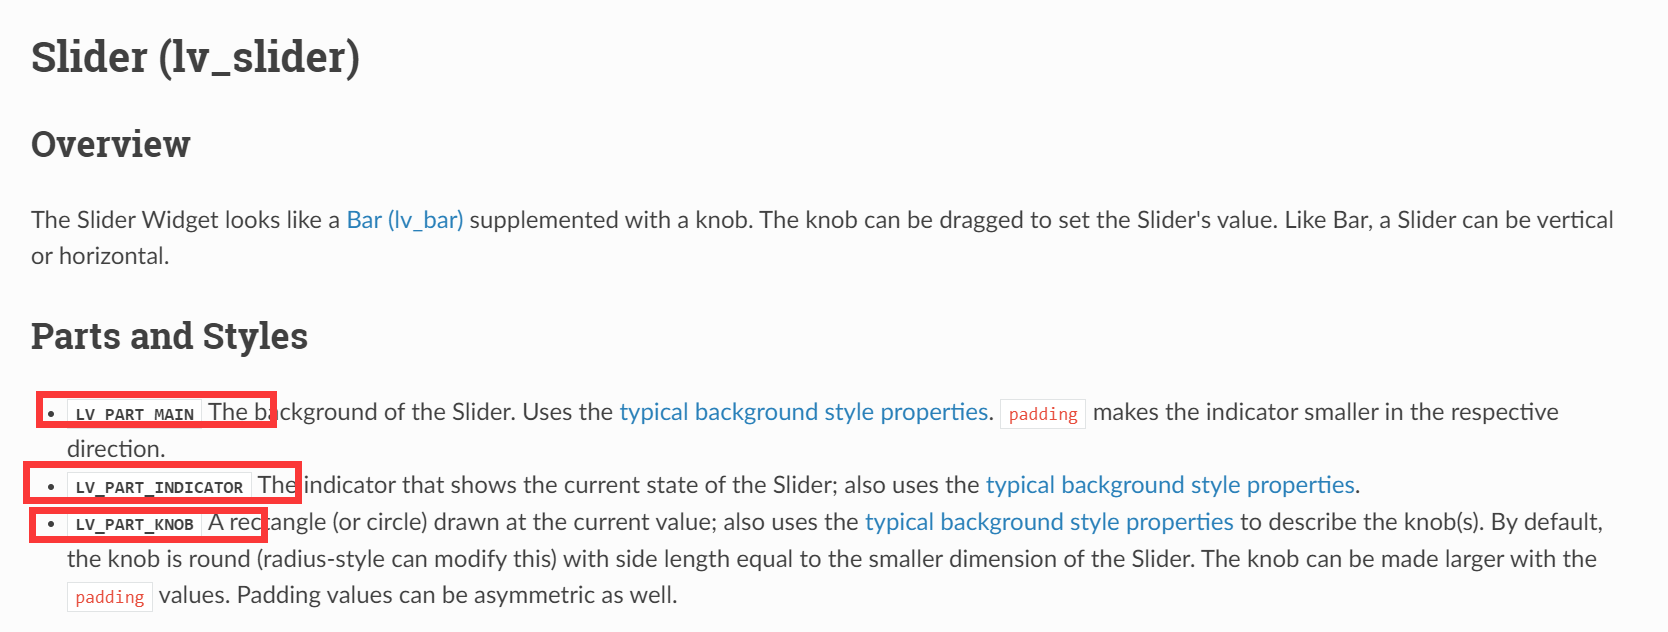 Slider (lv_slider)
Overview
The Slider Widget looks like a Bar (lv_bar) supplemented with a knob. The knob can be dragged to set the Slider's value. Like Bar, a Slider can be vertical
or horizontal.
Parts and Styles
• LV_PART_MAIN The background of the Slider. Uses the typical background style properties. padding makes the indicator smaller in the respective
direction.
• LV_PART_INDICATOR The indicator that shows the current state of the Slider; also uses the typical background style properties.
• LV_PART_KNOB A rectangle (or circle) drawn at the current value; also uses the typical background style properties to describe the knob(s). By default,
the knob is round (radius-style can modify this) with side length equal to the smaller dimension of the Slider. The knob can be made larger with the
padding values. Padding values can be asymmetric as well.